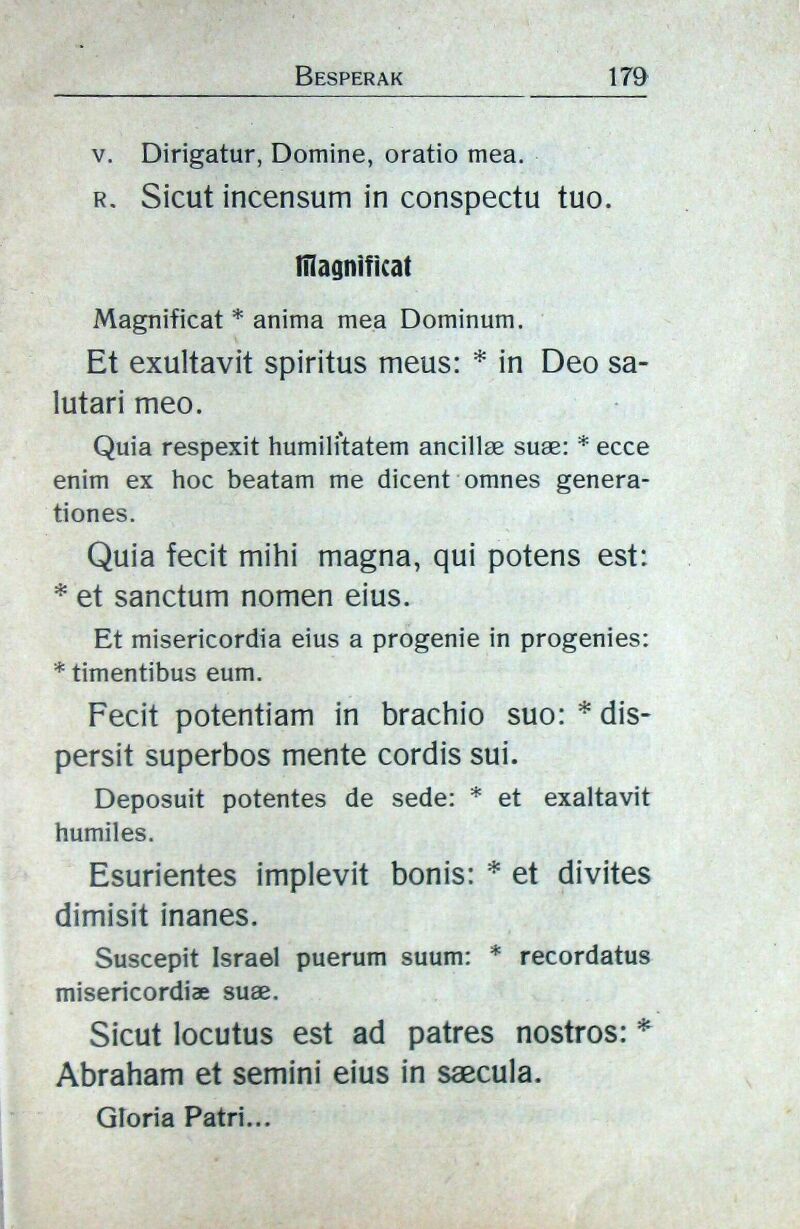 BESPERAK 179
V. Dirigatur, Domine, oratio mea.
R. Sicut incensum in conspectu tuo.
Magnificat
Magnificat * anima mea Dominum.
Et exultavit spiritus meus: * in Deo sa-
lutari meo.
Quia respexit humilitatem ancillæ suæ: * ecce
enim ex hoc beatam me dicent omnes genera-
tiones.
Quia fecit mihi magna, qui potens est:
* et sanctum nomen eius.
Et misericordia eius a progenie in progenies:
* timentibus eum.
Fecit potentiam in brachio suo: * dis-
persit superbos mente cordis sui.
Deposuit potentes de sede: * et exaltavit
humiles.
Esurientes implevit bonis: * et divites
dimisit inanes.
Suscepit Israel puerum suum: * recordatus
misericordiæ suæ.
Sicut locutus est ad patres nostros: *
Abraham et semini eius in sæcula.
Gloria Patri...